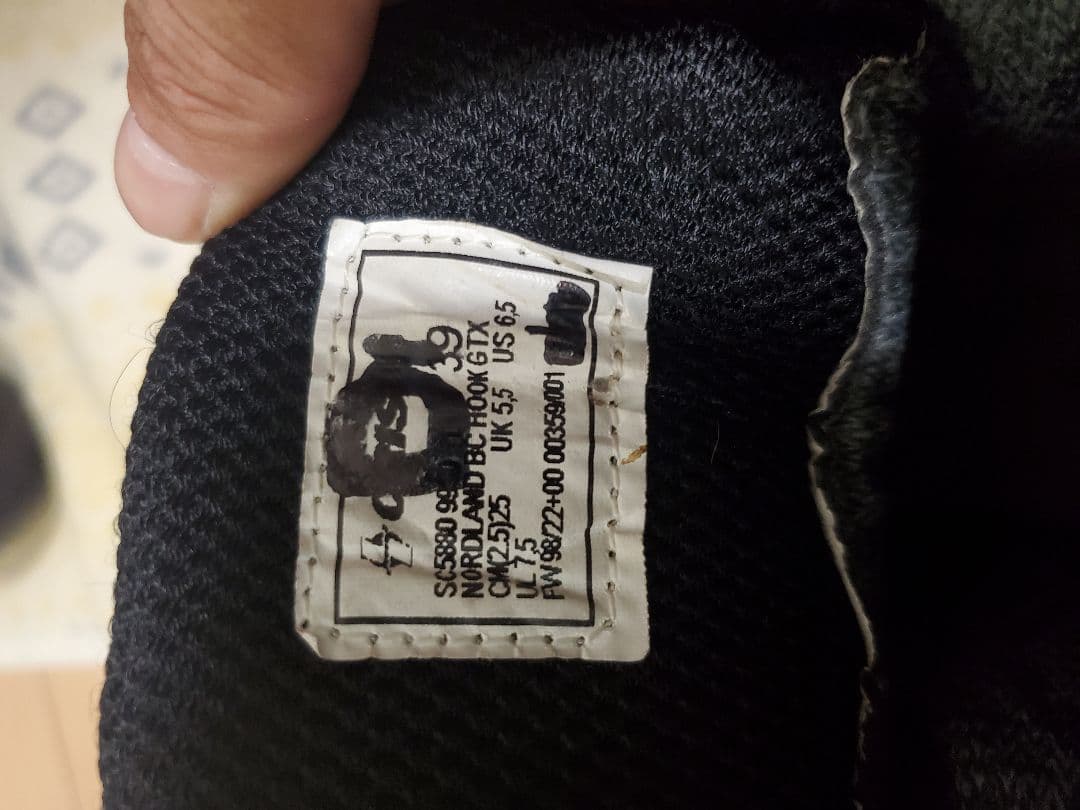 39
SC5880 99
NORDLAND BC HOOK GTX
CM(2.5)25 UK 5,5 US 6,5
UL 7,5
FW 98/22+00 00359/001